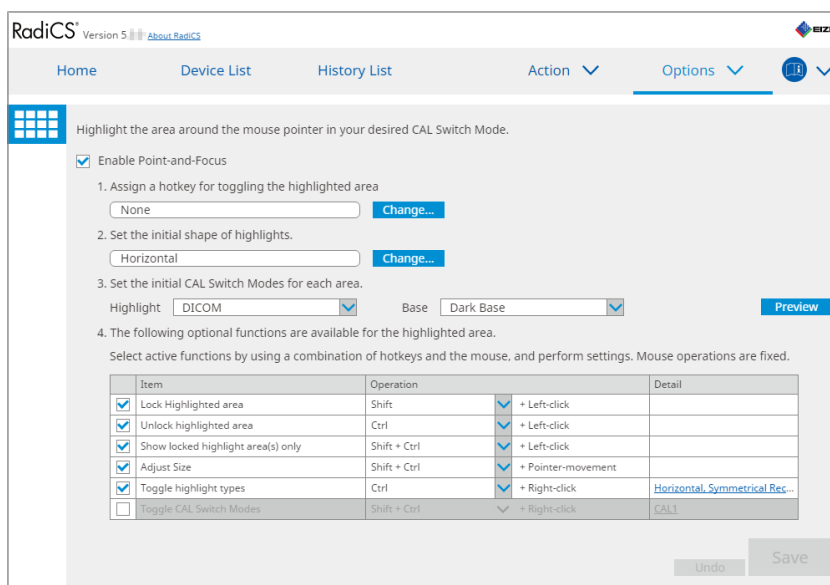 RadiCS® Version 5. About RadiCS
Home Device List History List Action Options
Highlight the area around the mouse pointer in your desired CAL Switch Mode.
Enable Point-and-Focus
1. Assign a hotkey for toggling the highlighted area
None Change...
2. Set the initial shape of highlights.
Horizontal Change...
3. Set the initial CAL Switch Modes for each area.
Highlight DICOM Base Dark Base Preview
4. The following optional functions are available for the highlighted area.
Select active functions by using a combination of hotkeys and the mouse, and perform settings. Mouse operations are fixed.
Item Operation Detail
Lock Highlighted area Shift + Left-click
Unlock highlighted area Ctrl + Left-click
Show locked highlight area(s) only Shift + Ctrl + Left-click
Adjust Size Shift + Ctrl + Pointer-movement
Toggle highlight types Ctrl + Right-click Horizontal, Symmetrical Rec...
Toggle CAL Switch Modes Shift + Ctrl + Right-click CAL1
Undo Save